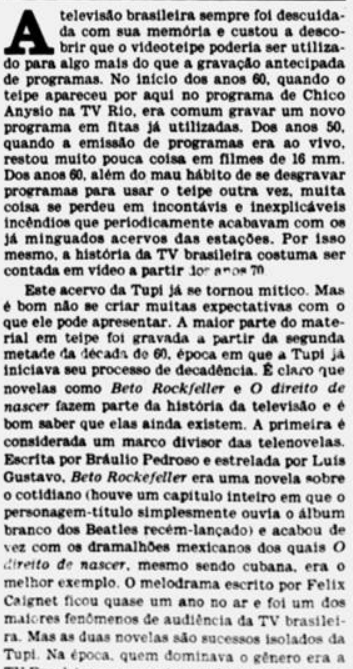 A televisão brasileira sempre foi descuida-
da com sua memória e custou a desco-
brir que o videoteipe poderia ser utiliza-
do para algo mais do que a gravação antecipada
de programas. No início dos anos 60, quando o
teipe apareceu por aqui no programa de Chico
Anysio na TV Rio, era comum gravar um novo
programa em fitas já utilizadas. Dos anos 50,
quando a emissão de programas era ao vivo,
restou muito pouca coisa em filmes de 16 mm.
Dos anos 60, além do mau hábito de se desgravar
programas para usar o teipe outra vez, muita
coisa se perdeu em incontávis e inexplicáveis
incêndios que periodicamente acabavam com os
já minguados acervos das estações. Por isso
mesmo, a história da TV brasileira costuma ser
contada em vídeo a partir dos anos 70
Este acervo da Tupi já se tornou mítico. Mas
é bom não se criar muitas expectativas com o
que ele pode apresentar. A maior parte do mate-
rial em teipe foi gravada a partir da segunda
metade da década de 60, época em que a Tupi já
iniciava seu processo de decadência. É claro que
novelas como Beto Rockfeller e O direito de
nascer fazem parte da história da televisão e é
bom saber que elas ainda existem. A primeira é
considerada um marco divisor das telenovelas.
Escrita por Bráulio Pedroso e estrelada por Luis
Gustavo, Beto Rockefeller era uma novela sobre
o cotidiano (houve um capítulo inteiro em que o
personagem-título simplesmente ouvia o álbum
branco dos Beatles recém-lançado) e acabou de
vez com os dramalhões mexicanos dos quais O
direito de nascer, mesmo sendo cubana, era o
melhor exemplo. O melodrama escrito por Felix
Caignet ficou quase um ano no ar e foi um dos
maiores fenômenos de audiência da TV brasilei-
ra. Mas as duas novelas são sucessos isolados da
Tupi. Na época, quem dominava o gênero era a